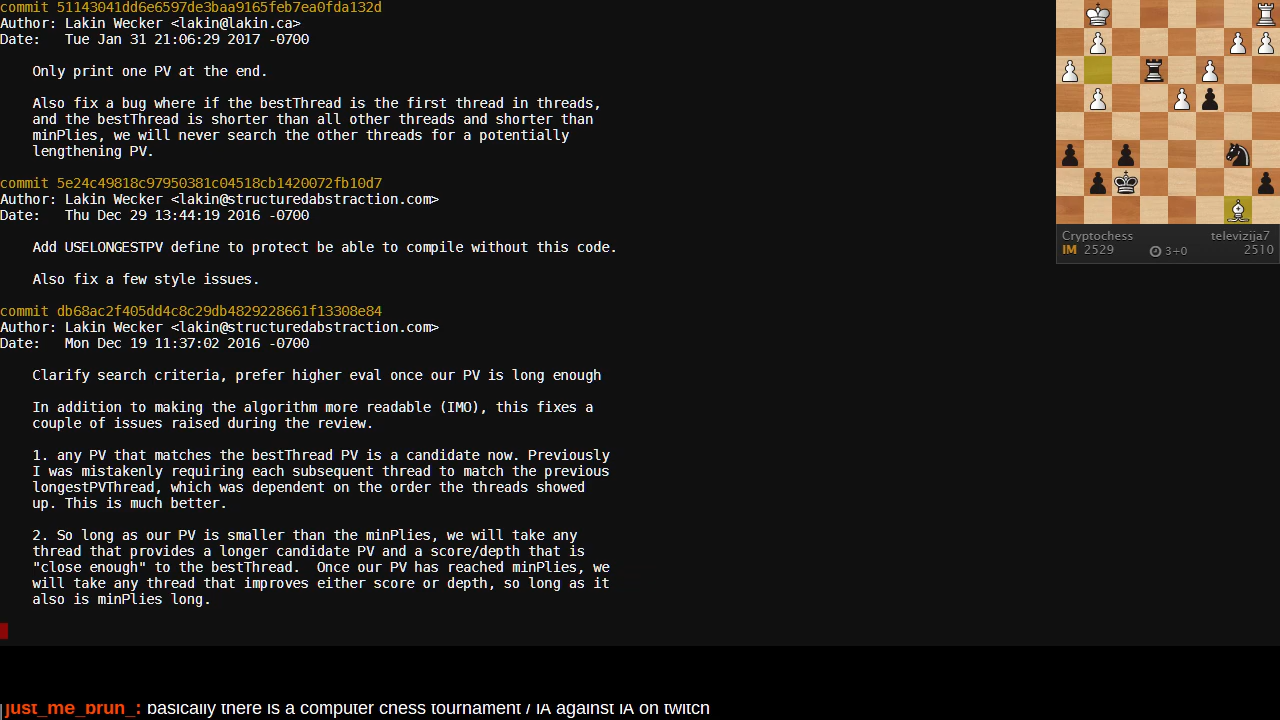 commit 51143041dd6e6597de3baa9165feb7ea0fda132d
Author: Lakin Wecker <lakin@lakin.ca>
Date:   Tue Jan 31 21:06:29 2017 -0700
Only print one PV at the end.
Also fix a bug where if the bestThread is the first thread in threads,
and the bestThread is shorter than all other threads and shorter than
minPlies, we will never search the other threads for a potentially
lengthening PV.
commit 5e24c49818c97950381c04518cb1420072fb10d7
Author: Lakin Wecker <lakin@structuredabstraction.com>
Date:   Thu Dec 29 13:44:19 2016 -0700
Add USELONGESTPV define to protect be able to compile without this code.
Also fix a few style issues.
commit db68ac2f405dd4c8c29db4829228661f13308e84
Author: Lakin Wecker <lakin@structuredabstraction.com>
Date:   Mon Dec 19 11:37:02 2016 -0700
Clarify search criteria, prefer higher eval once our PV is long enough
In addition to making the algorithm more readable (IMO), this fixes a
couple of issues raised during the review.
1. any PV that matches the bestThread PV is a candidate now. Previously
I was mistakenly requiring each subsequent thread to match the previous
longestPVThread, which was dependent on the order the threads showed
up. This is much better.
2. So long as our PV is smaller than the minPlies, we will take any
thread that provides a longer candidate PV and a score/depth that is
"close enough" to the bestThread.  Once our PV has reached minPlies, we
will take any thread that improves either score or depth, so long as it
also is minPlies long.
Cryptochess televizija7
IM 2529 3+0 2510
just_me_brun_: basically there is a computer chess tournament / IA against IA on twitch